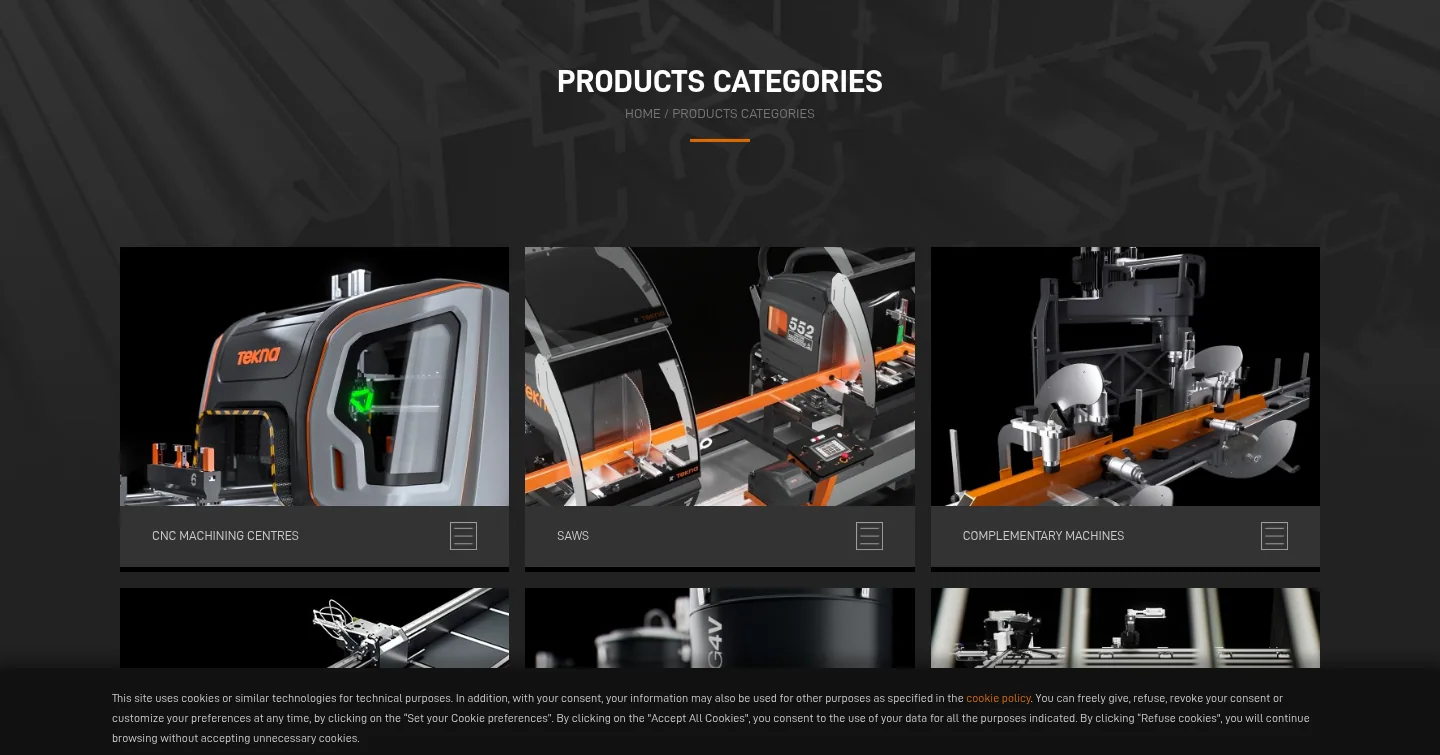 PRODUCTS CATEGORIES
HOME / PRODUCTS CATEGORIES
TEKNA
6
TEKNA
552
TEKNA
CNC MACHINING CENTRES
SAWS
COMPLEMENTARY MACHINES
G4V
This site uses cookies or similar technologies for technical purposes. In addition, with your consent, your information may also be used for other purposes as specified in the cookie policy. You can freely give, refuse, revoke your consent or
customize your preferences at any time, by clicking on the "Set your Cookie preferences". By clicking on the "Accept All Cookies", you consent to the use of your data for all the purposes indicated. By clicking "Refuse cookies", you will continue
browsing without accepting unnecessary cookies.